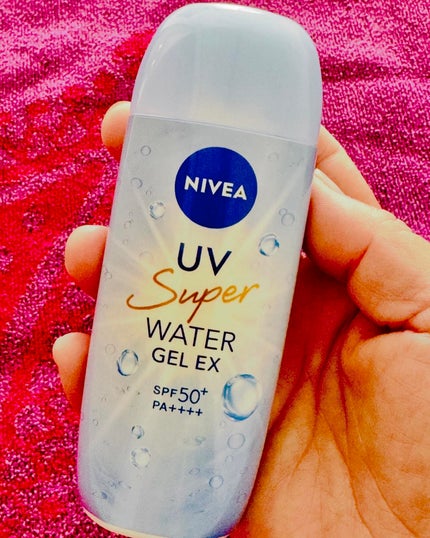 NIVEA
UV
Super
WATER
GEL EX
SPF50+
PA++++